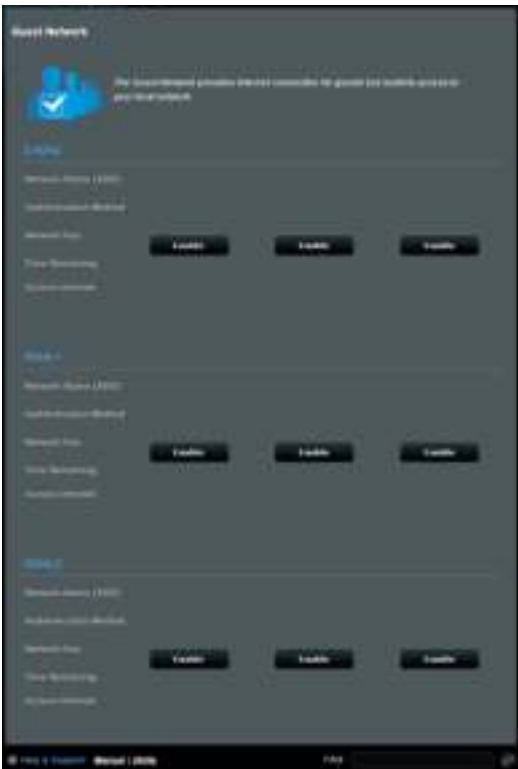 Guest Network
The Guest Network provides Internet connection for guests but restricts access to
your local network.
2.4GHz
Network Name (SSID)
Authentication Method
Network Key
Enable Enable Enable
Time Remaining
Access Intranet
5GHz-1
Network Name (SSID)
Authentication Method
Network Key
Enable Enable Enable
Time Remaining
Access Intranet
5GHz-2
Network Name (SSID)
Authentication Method
Network Key
Enable Enable Enable
Time Remaining
Access Intranet
Help & Support Manual | Utility FAQ